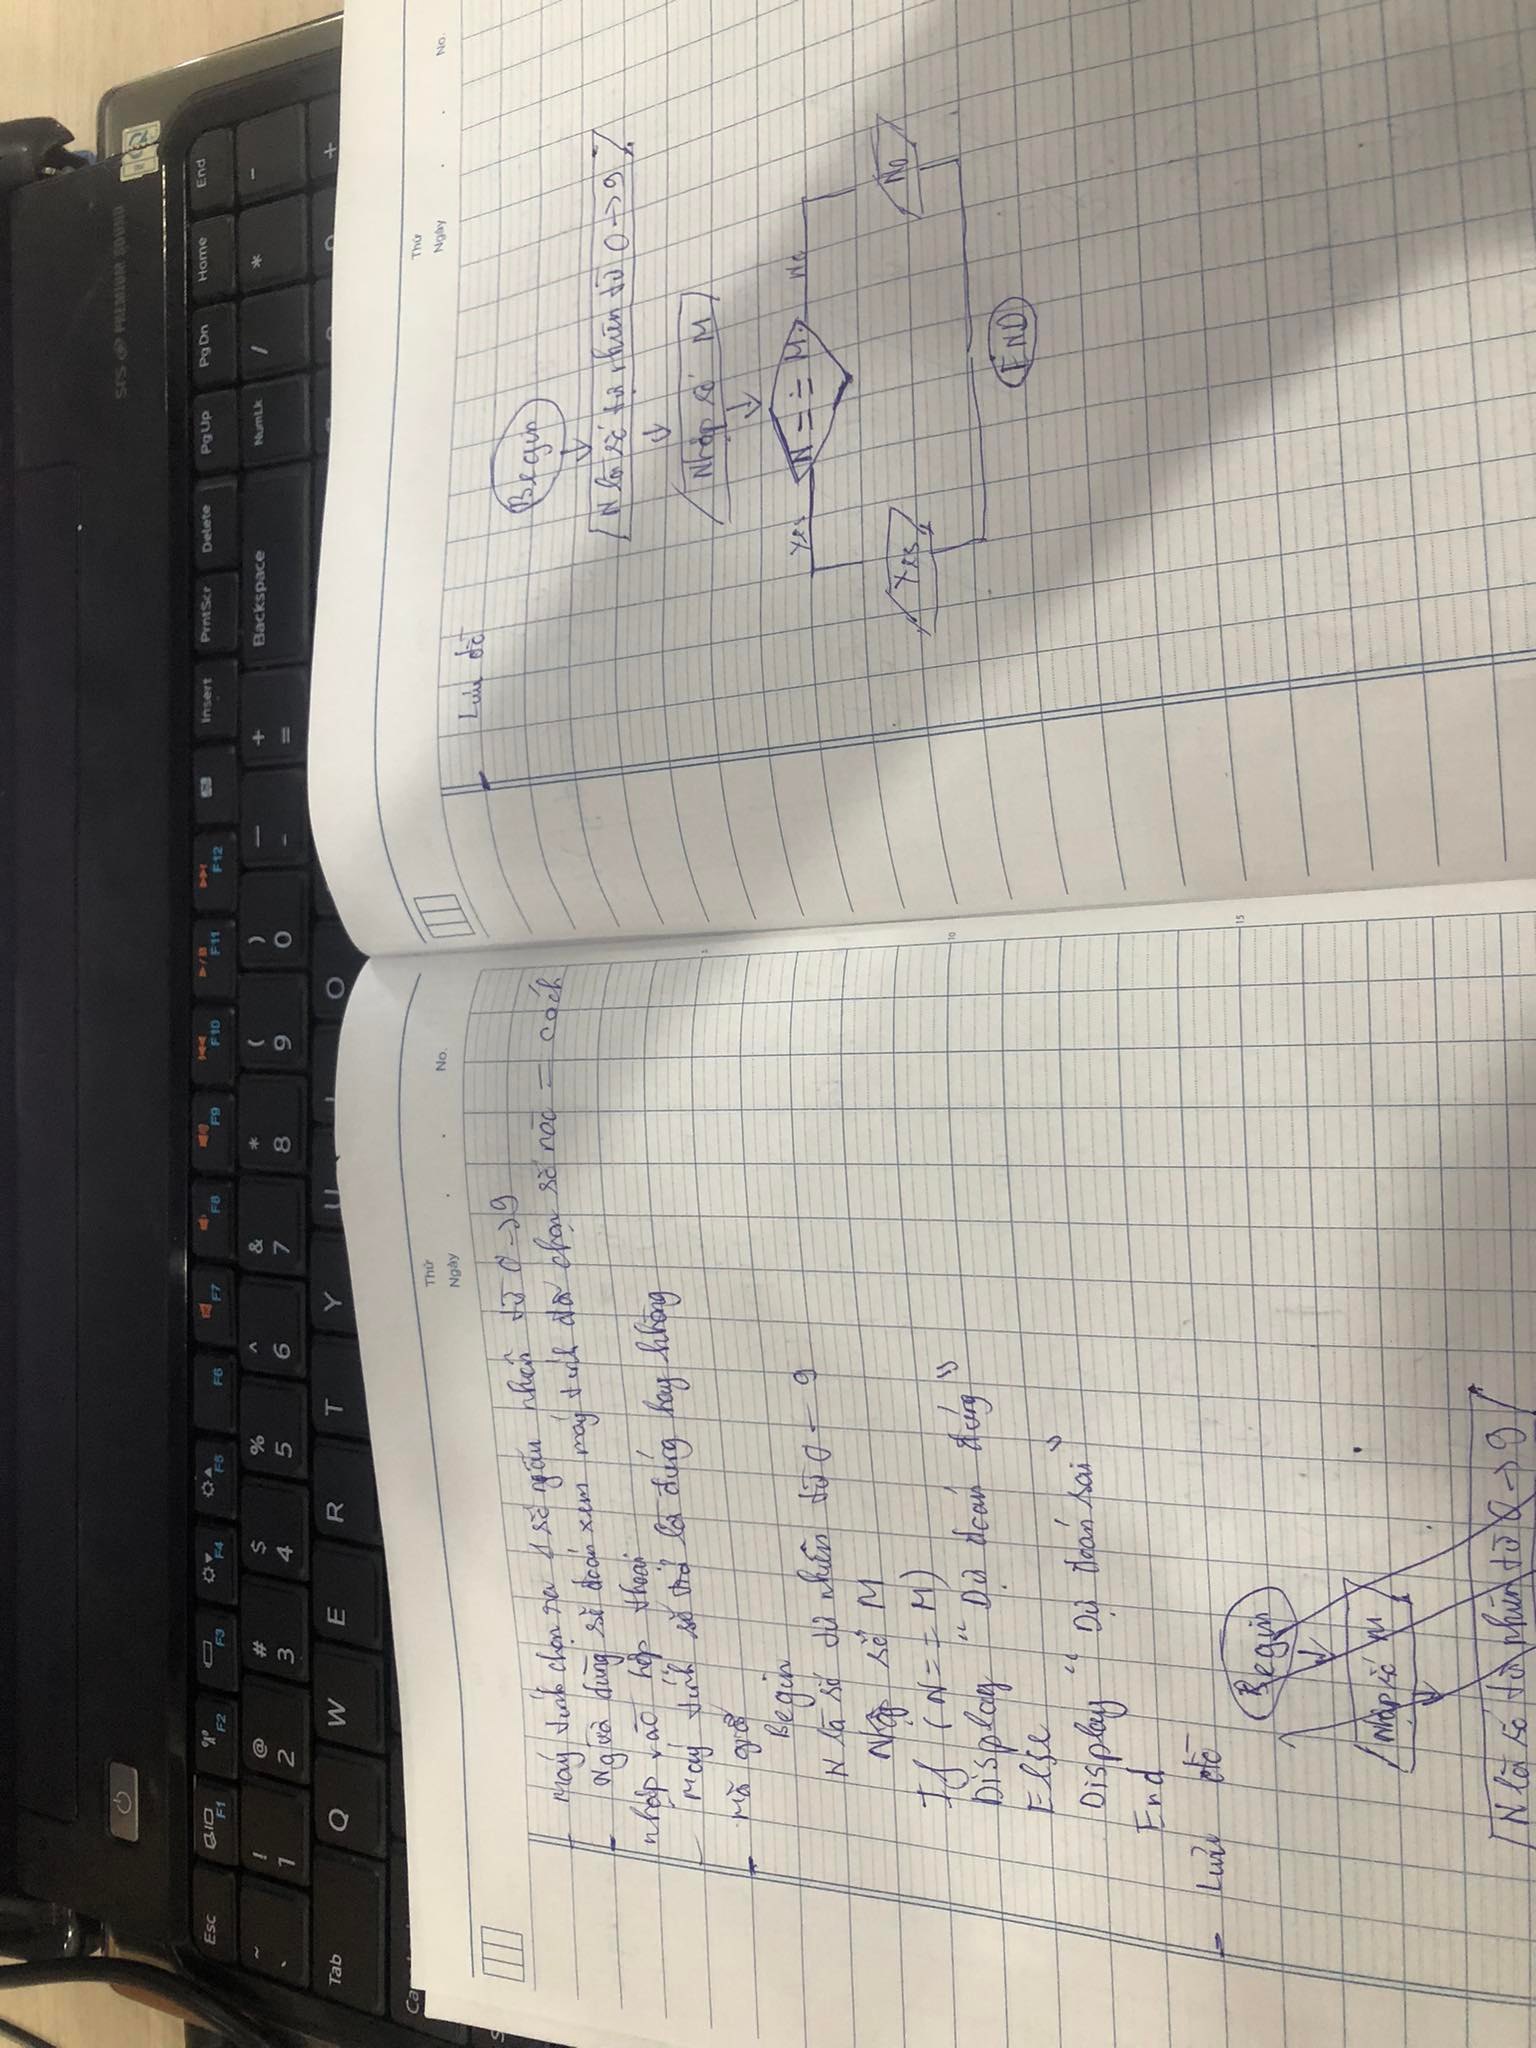 SRS PREMIUM SOUND
Esc F1 F2 F3 F4 F5 F6 F7 F8 F9 F10 F11 F12 Insert PrntScr Delete PgUp PgDn Home End
~ ` ! 1 @ 2 # 3 $ 4 % 5 ^ 6 & 7 * 8 ( 9 ) 0 — - + = Backspace NumLk / * -
Tab Q W E R T Y U I O +
Thứ
Ngày . . No.
- Máy tính chọn ra 1 số ngẫu nhiên từ 0 → 9
- Người dùng sẽ đoán xem máy tính đã chọn số nào = cách
nhập vào hộp thoại
- Máy tính sẽ trả lời đúng hay không
- Mã giả
Begin
N là số tự nhiên từ 0 - 9
Nhập số M
If (N == M)
Display "Dự đoán đúng"
Else
Display "Dự đoán sai"
End
- Lưu đồ
Begin
Nhập số M
N là số tự nhiên từ 0 → 9
5
10
15
Thứ
Ngày . . No.
- Lưu đồ
Begin
N là số tự nhiên từ 0 → 9
Nhập số M
Yes N == M No
Yes No
END